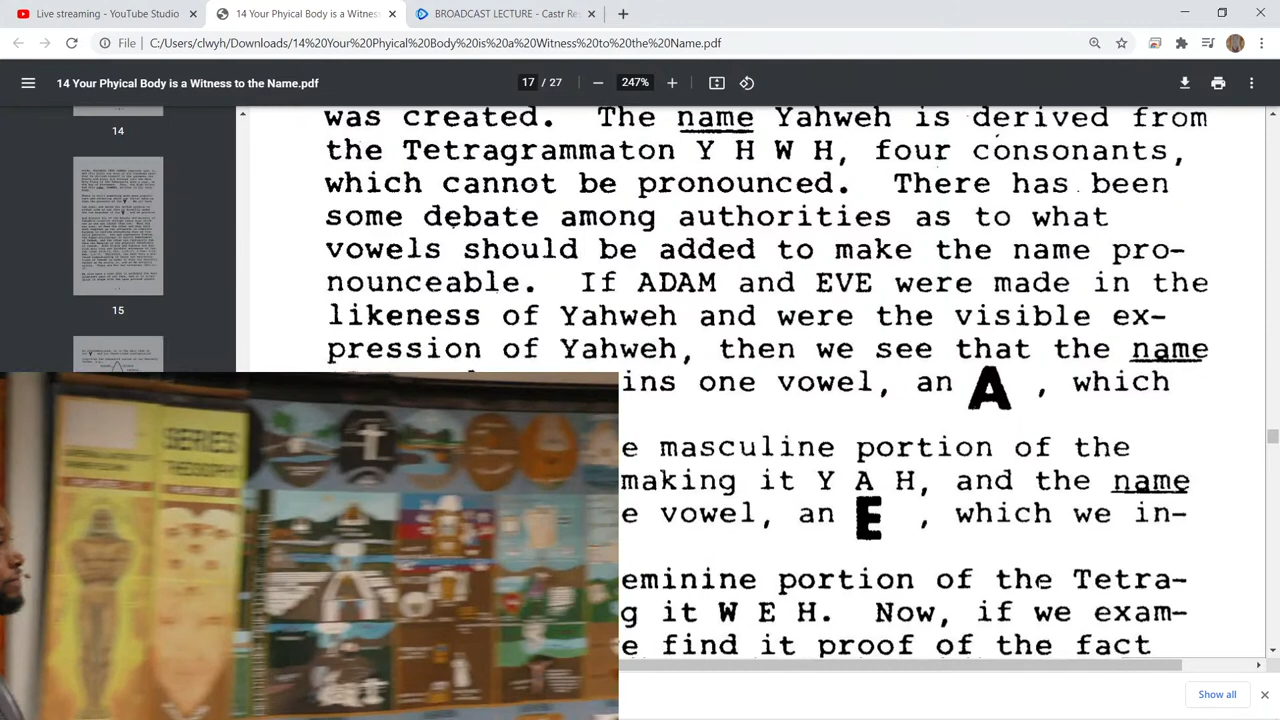 Live streaming - YouTube Studio
14 Your Phyical Body is a Witness
BROADCAST LECTURE - Castr Re
File C:/Users/clwyh/Downloads/14%20Your%20Phyical%20Body%20is%20a%20Witness%20to%20the%20Name.pdf
14 Your Phyical Body is a Witness to the Name.pdf
17 / 27
247%
14
15
was created. The name Yahweh is derived from
the Tetragrammaton Y H W H, four consonants,
which cannot be pronounced. There has been
some debate among authorities as to what
vowels should be added to make the name pro-
nounceable. If ADAM and EVE were made in the
likeness of Yahweh and were the visible ex-
pression of Yahweh, then we see that the name
ins one vowel, an A , which
e masculine portion of the
making it Y A H, and the name
e vowel, an E , which we in-
eminine portion of the Tetra-
g it W E H. Now, if we exam-
e find it proof of the fact
SERIES
Show all